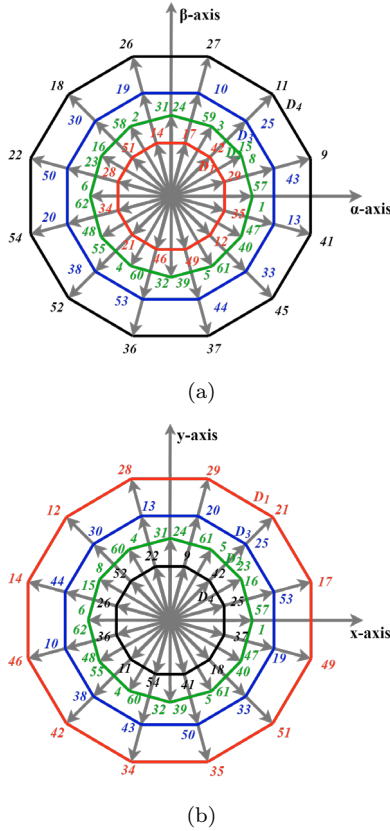 β-axis
26 27
18 19 31 24 10 11
D4
30 58 2 14 17 59 3 25
D3
16 51 42 15
22 23 D1 8 9
50 28 29 57 43
6
62 34 35 1 α-axis
20 13
54 48 21 12 47 41
55 46 49 40
38 4 60 32 39 5 61 33
52 53 44 45
36 37
(a)
y-axis
28 29
D1
12 13 31 24 20 21
30 60 4 22 9 61 5 D3 25
8 52 42 23
14 15 D4 16 17
44 26 25 57 53
6
62 36 37 1 x-axis
10 19
46 48 11 18 47 49
55 54 41 40
38 4 60 32 39 5 61 33
42 43 50 51
34 35
(b)